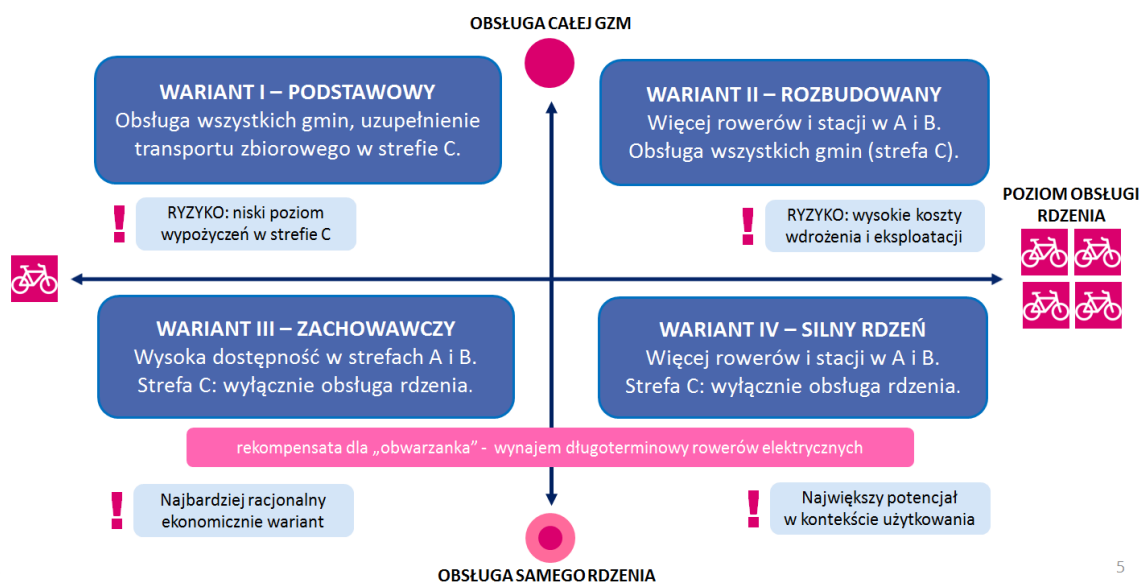 OBSŁUGA CAŁEJ GZM
WARIANT I – PODSTAWOWY
Obsługa wszystkich gmin, uzupełnienie
transportu zbiorowego w strefie C.
WARIANT II – ROZBUDOWANY
Więcej rowerów i stacji w A i B.
Obsługa wszystkich gmin (strefa C).
! RYZYKO: niski poziom
wypożyczeń w strefie C
! RYZYKO: wysokie koszty
wdrożenia i eksploatacji
POZIOM OBSŁUGI
RDZENIA
WARIANT III – ZACHOWAWCZY
Wysoka dostępność w strefach A i B.
Strefa C: wyłącznie obsługa rdzenia.
WARIANT IV – SILNY RDZEŃ
Więcej rowerów i stacji w A i B.
Strefa C: wyłącznie obsługa rdzenia.
rekompensata dla „obwarzanka” - wynajem długoterminowy rowerów elektrycznych
! Najbardziej racjonalny
ekonomicznie wariant
! Największy potencjał
w kontekście użytkowania
OBSŁUGA SAMEGO RDZENIA
5